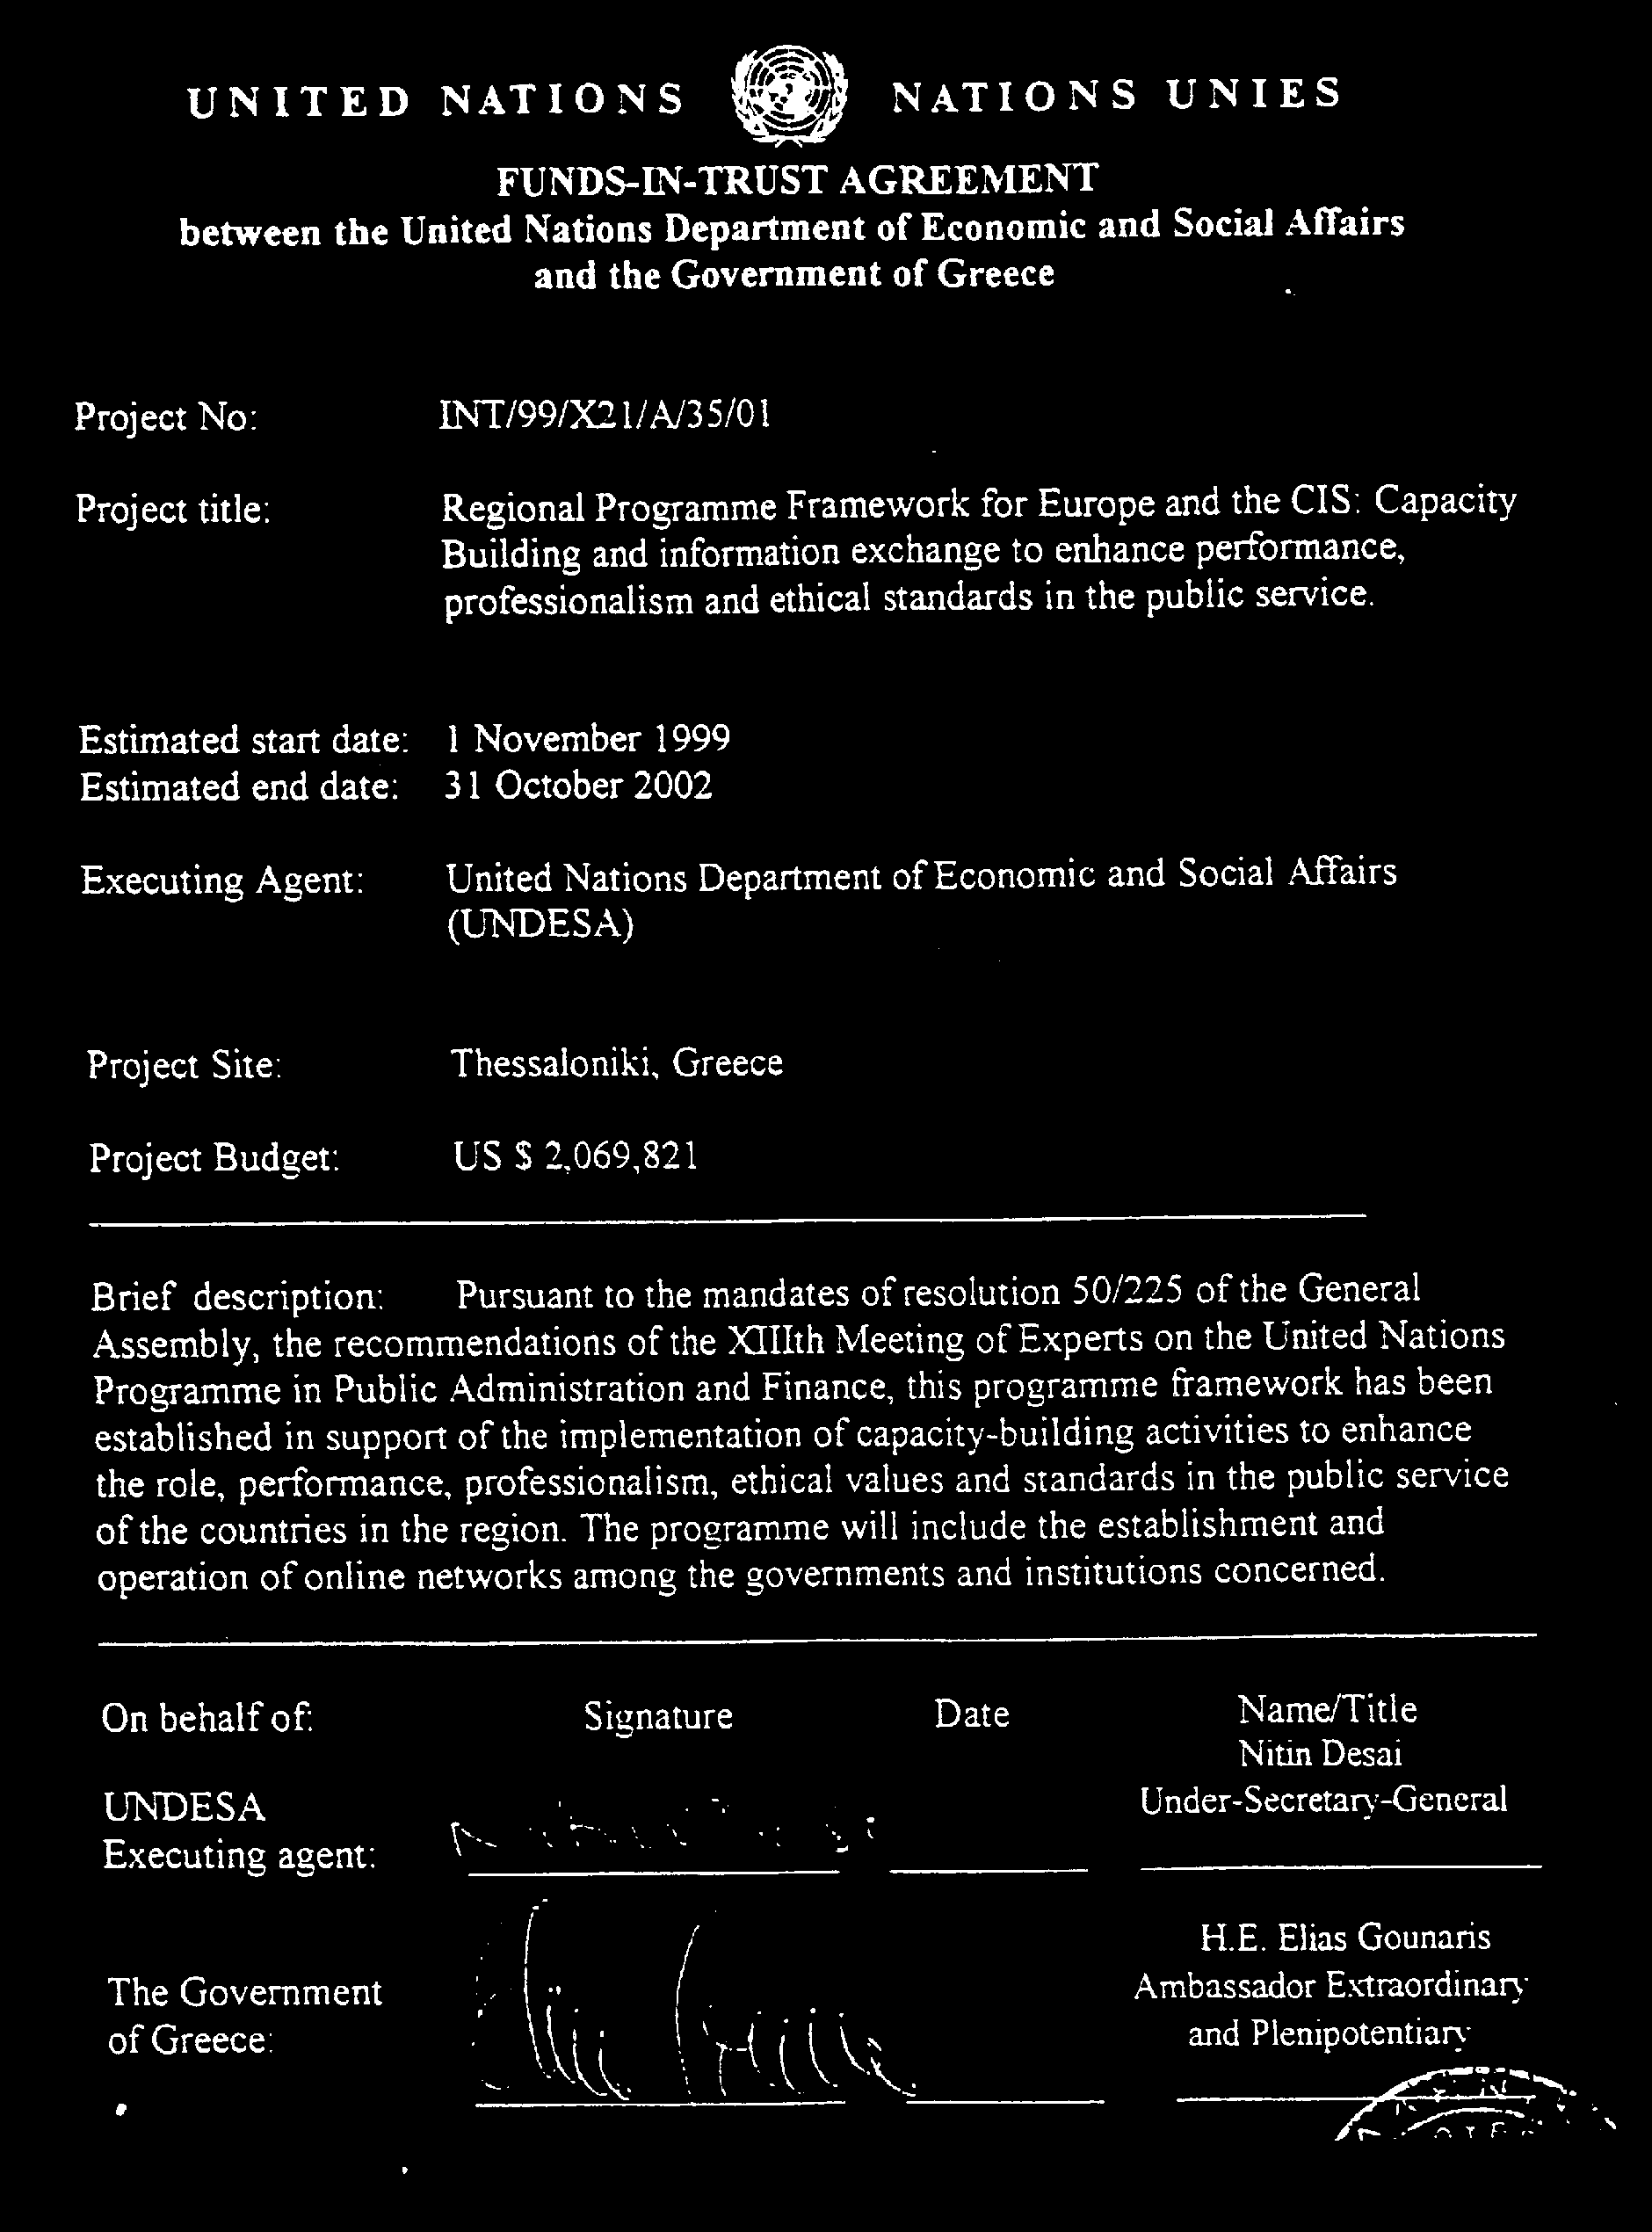 UNITED NATIONS NATIONS UNIES
FUNDS-IN-TRUST AGREEMENT
between the United Nations Department of Economic and Social Affairs
and the Government of Greece
Project No: INT/99/X21/A/35/01
Project title: Regional Programme Framework for Europe and the CIS: Capacity
Building and information exchange to enhance performance,
professionalism and ethical standards in the public service.
Estimated start date: 1 November 1999
Estimated end date: 31 October 2002
Executing Agent: United Nations Department of Economic and Social Affairs
(UNDESA)
Project Site: Thessaloniki, Greece
Project Budget: US $ 2,069,821
Brief description: Pursuant to the mandates of resolution 50/225 of the General
Assembly, the recommendations of the XIIIth Meeting of Experts on the United Nations
Programme in Public Administration and Finance, this programme framework has been
established in support of the implementation of capacity-building activities to enhance
the role, performance, professionalism, ethical values and standards in the public service
of the countries in the region. The programme will include the establishment and
operation of online networks among the governments and institutions concerned.
On behalf of: Signature Date Name/Title
Nitin Desai
UNDESA Under-Secretary-General
Executing agent:
H.E. Elias Gounaris
The Government Ambassador Extraordinary
of Greece: and Plenipotentiary